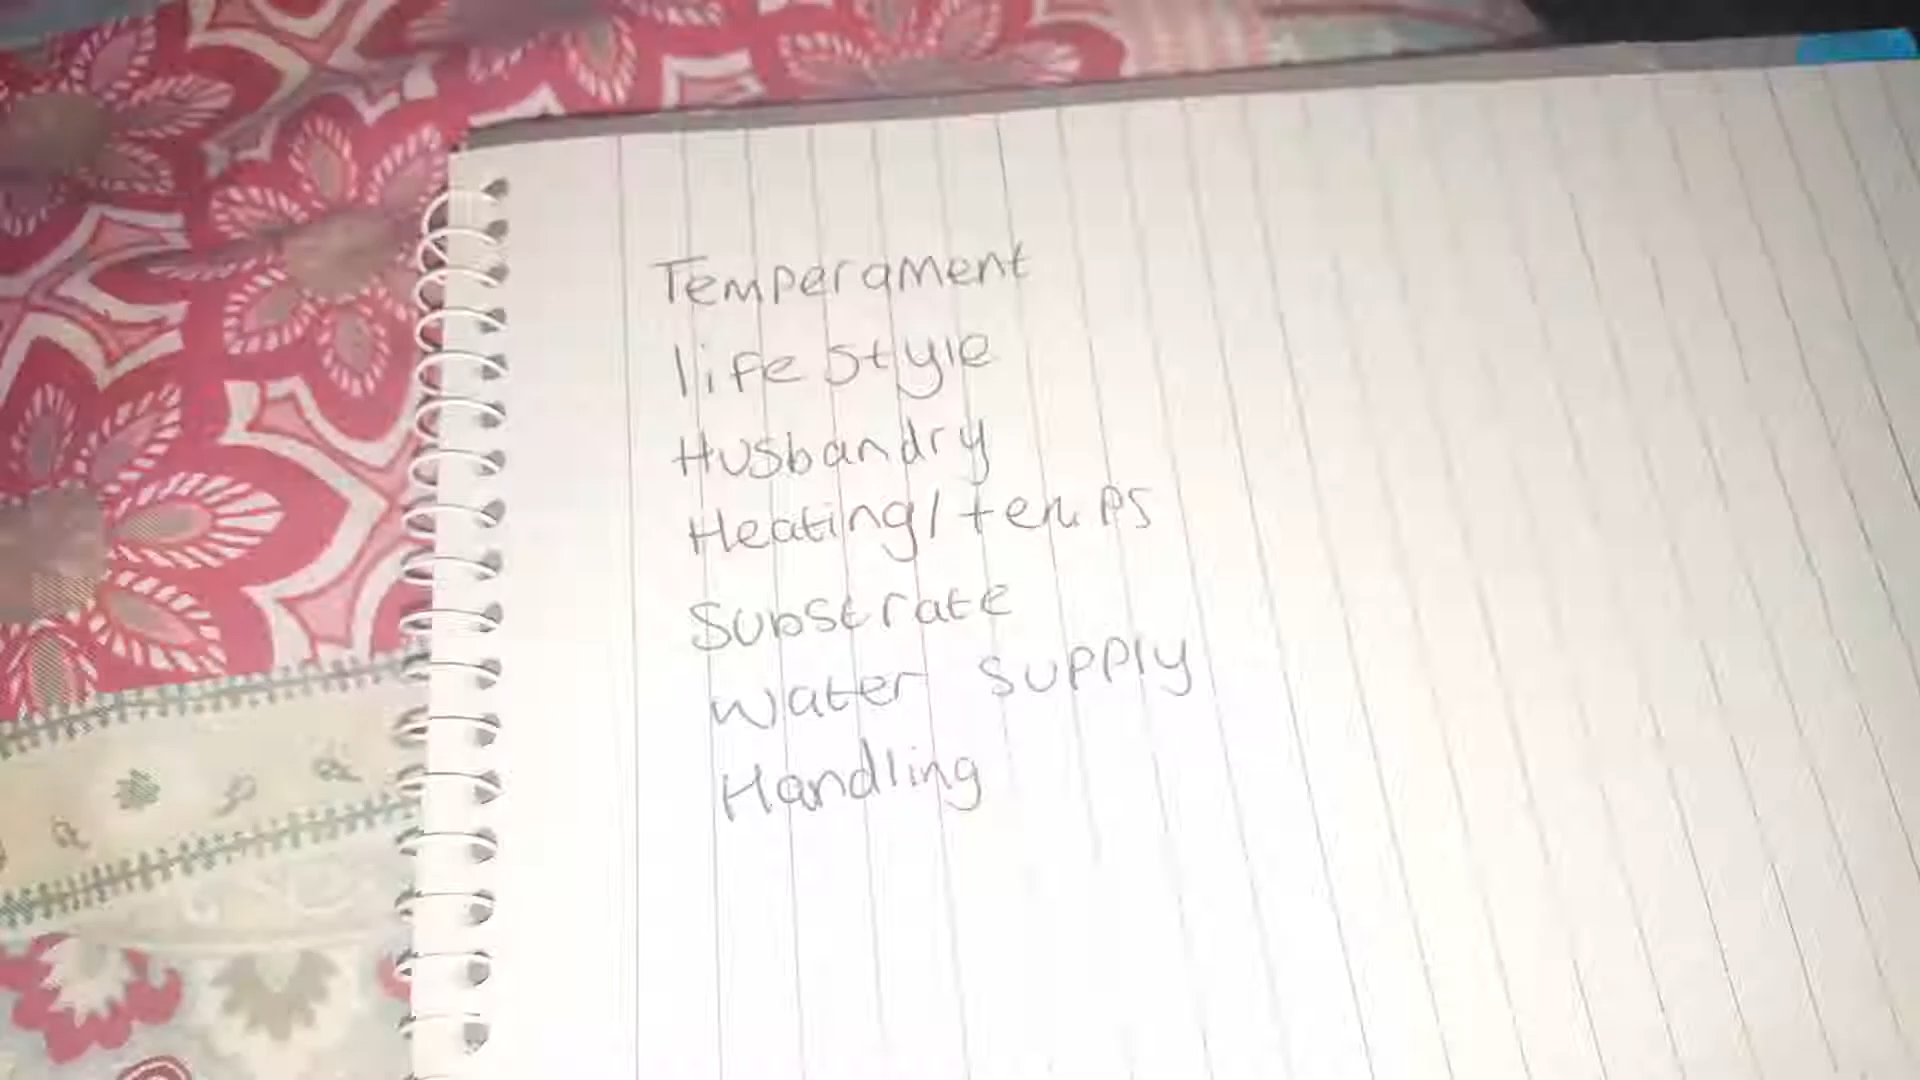 Temperament
life style
Husbandry
Heating/temps
Substrate
Water supply
Handling